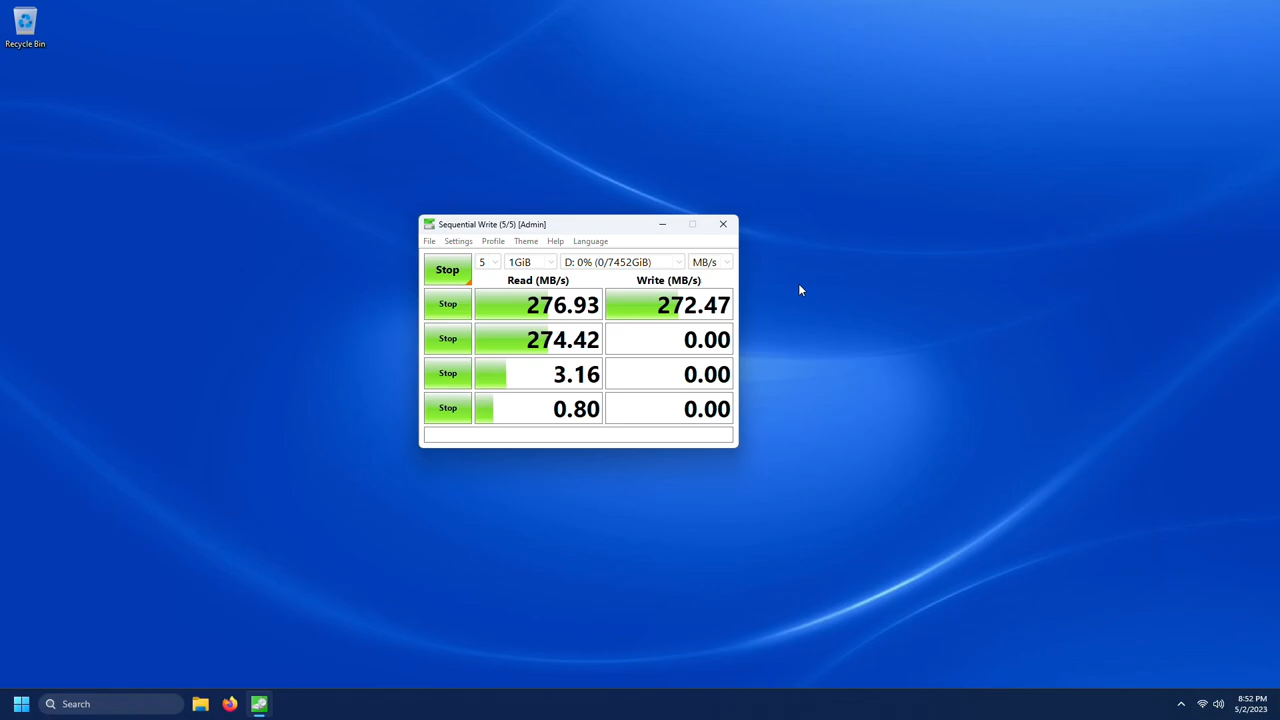 Recycle Bin
Sequential Write (5/5) [Admin]
File Settings Profile Theme Help Language
Stop 5 1GiB D: 0% (0/7452GiB) MB/s
Read (MB/s) Write (MB/s)
Stop 276.93 272.47
Stop 274.42 0.00
Stop 3.16 0.00
Stop 0.80 0.00
Search 8:52 PM
5/2/2023